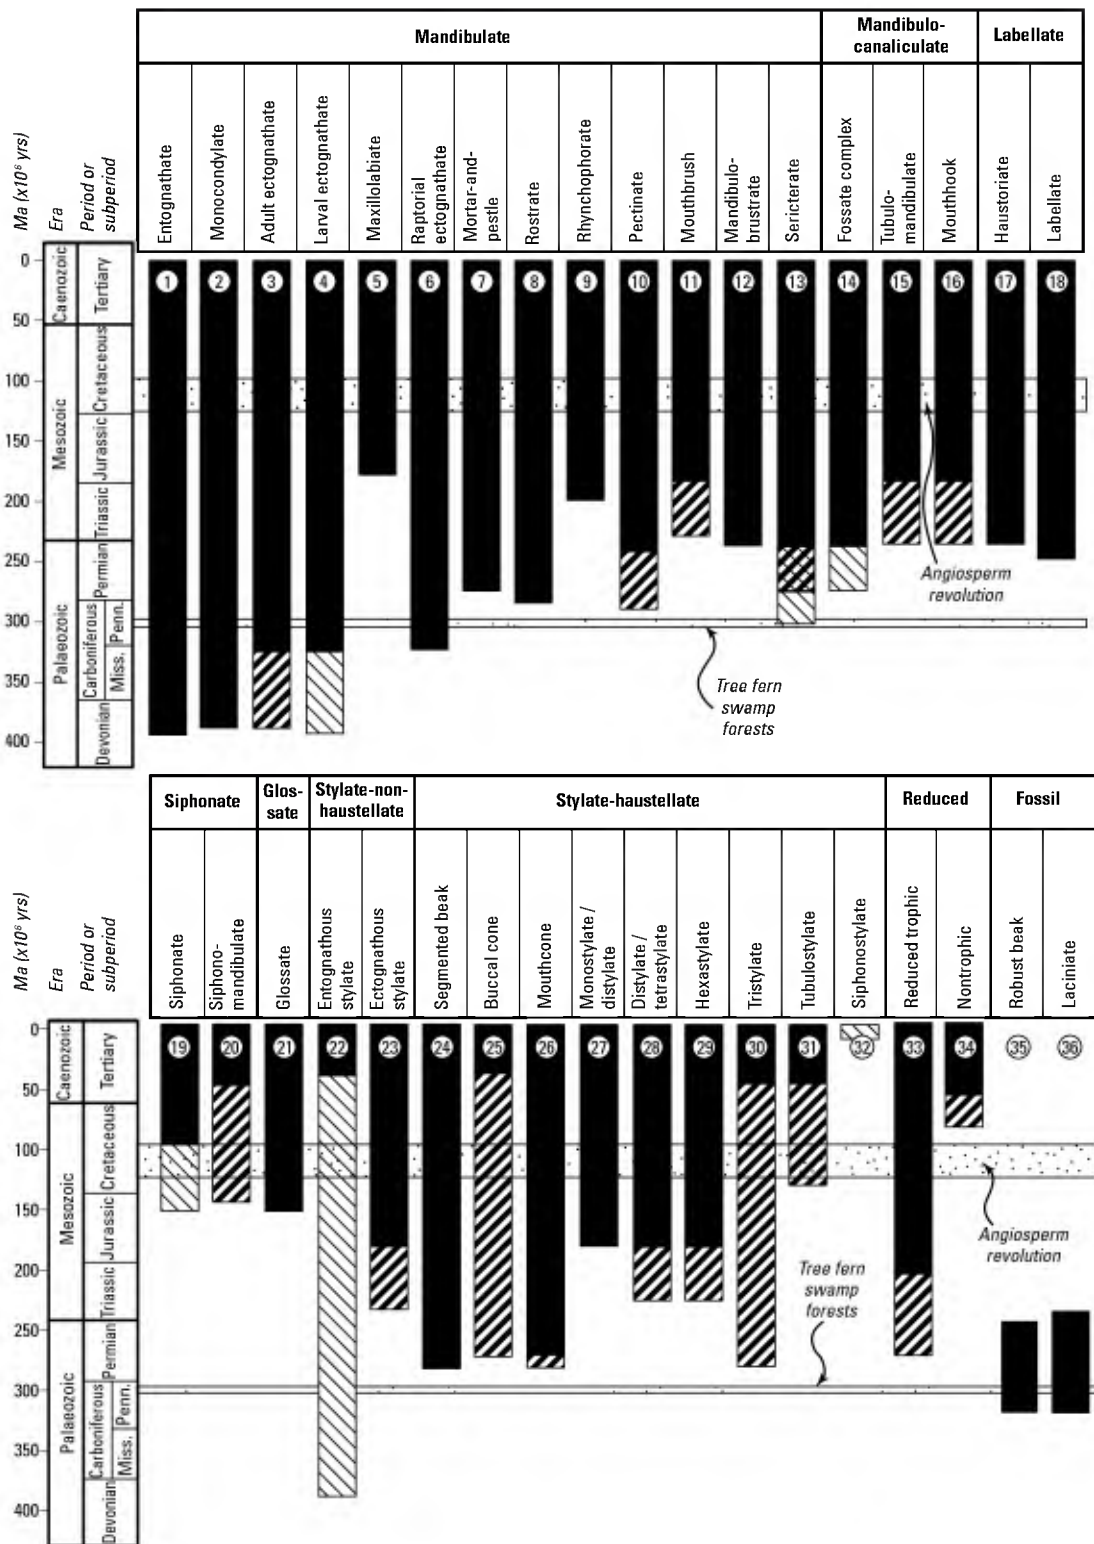 Mandibulate
Mandibulo-
canaliculate
Labellate
Ma (x10⁶ yrs)
Era
Period or
subperiod
Entognathate
Monocondylate
Adult ectognathate
Larval ectognathate
Maxillolabiate
Raptorial
ectognathate
Mortar-and-
pestle
Rostrate
Rhynchophorate
Pectinate
Mouthbrush
Mandibulo-
brustrate
Sericterate
Fossate complex
Tubulo-
mandibulate
Mouthhook
Haustoriate
Labellate
0
50
100
150
200
250
300
350
400
Caenozoic
Mesozoic
Palaeozoic
Tertiary
Cretaceous
Jurassic
Triassic
Permian
Carboniferous
Penn.
Miss.
Devonian
1 2 3 4 5 6 7 8 9 10 11 12 13 14 15 16 17 18
Angiosperm
revolution
Tree fern
swamp
forests
Siphonate
Glos-
sate
Stylate-non-
haustellate
Stylate-haustellate
Reduced
Fossil
Ma (x10⁶ yrs)
Era
Period or
subperiod
Siphonate
Siphono-
mandibulate
Glossate
Entognathous
stylate
Ectognathous
stylate
Segmented beak
Buccal cone
Mouthcone
Monostylate /
distylate
Distylate /
tetrastylate
Hexastylate
Tristylate
Tubulostylate
Siphonostylate
Reduced trophic
Nontrophic
Robust beak
Laciniate
0
50
100
150
200
250
300
350
400
Caenozoic
Mesozoic
Palaeozoic
Tertiary
Cretaceous
Jurassic
Triassic
Permian
Carboniferous
Penn.
Miss.
Devonian
19 20 21 22 23 24 25 26 27 28 29 30 31 32 33 34 35 36
Angiosperm
revolution
Tree fern
swamp
forests